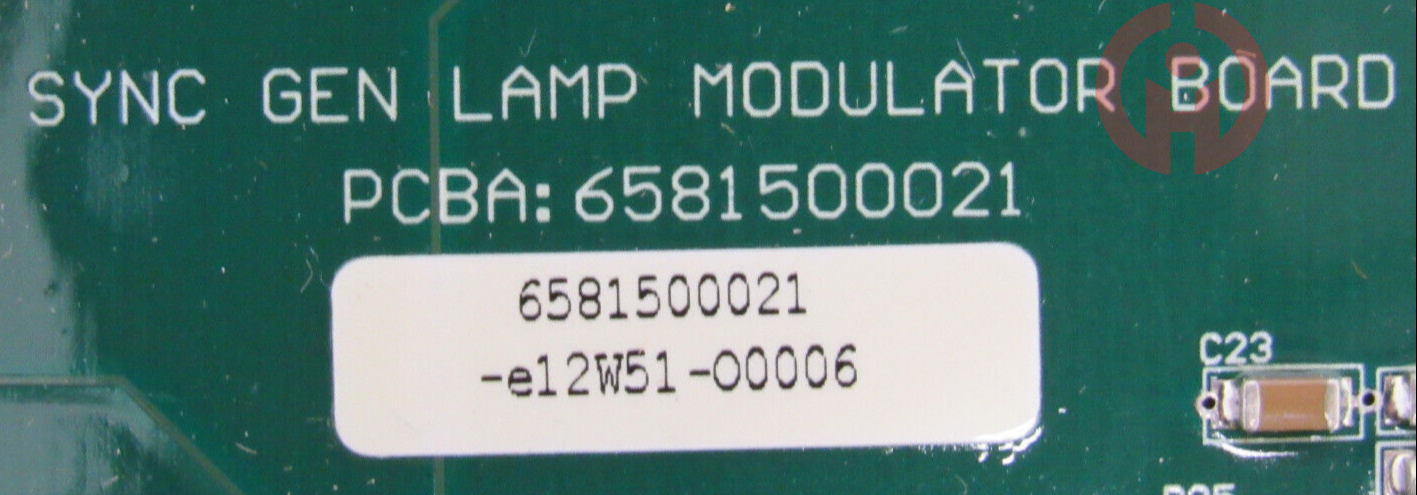 SYNC GEN LAMP MODULATOR BOARD
PCBA:6581500021
6581500021
-e12W51-00006
C23